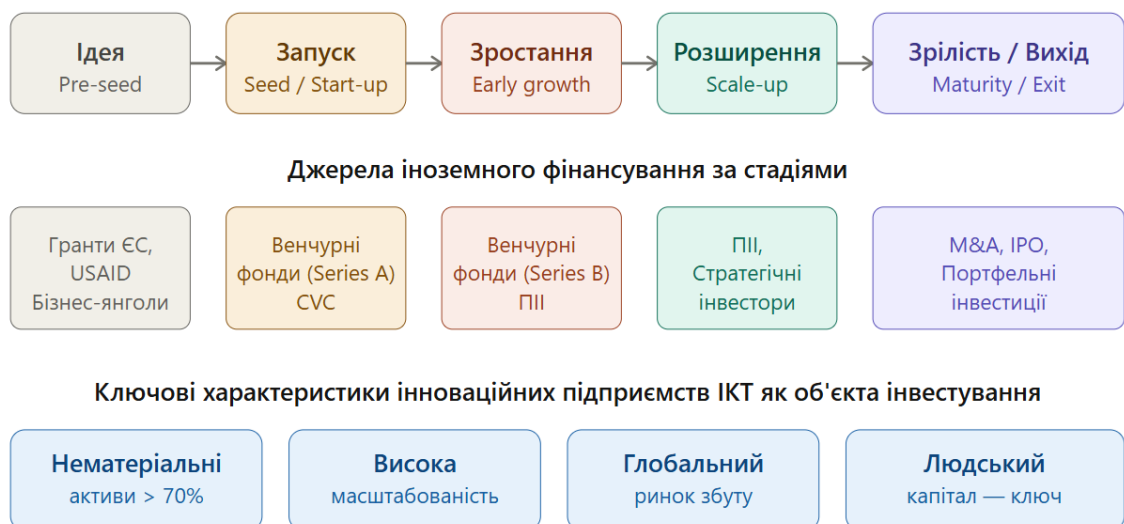 Ідея
Pre-seed
Запуск
Seed / Start-up
Зростання
Early growth
Розширення
Scale-up
Зрілість / Вихід
Maturity / Exit
Джерела іноземного фінансування за стадіями
Гранти ЄС,
USAID
Бізнес-янголи
Венчурні
фонди (Series A)
CVC
Венчурні
фонди (Series B)
ПІІ
ПІІ,
Стратегічні
інвестори
M&A, IPO,
Портфельні
інвестиції
Ключові характеристики інноваційних підприємств ІКТ як об'єкта інвестування
Нематеріальні
активи > 70%
Висока
масштабованість
Глобальний
ринок збуту
Людський
капітал — ключ